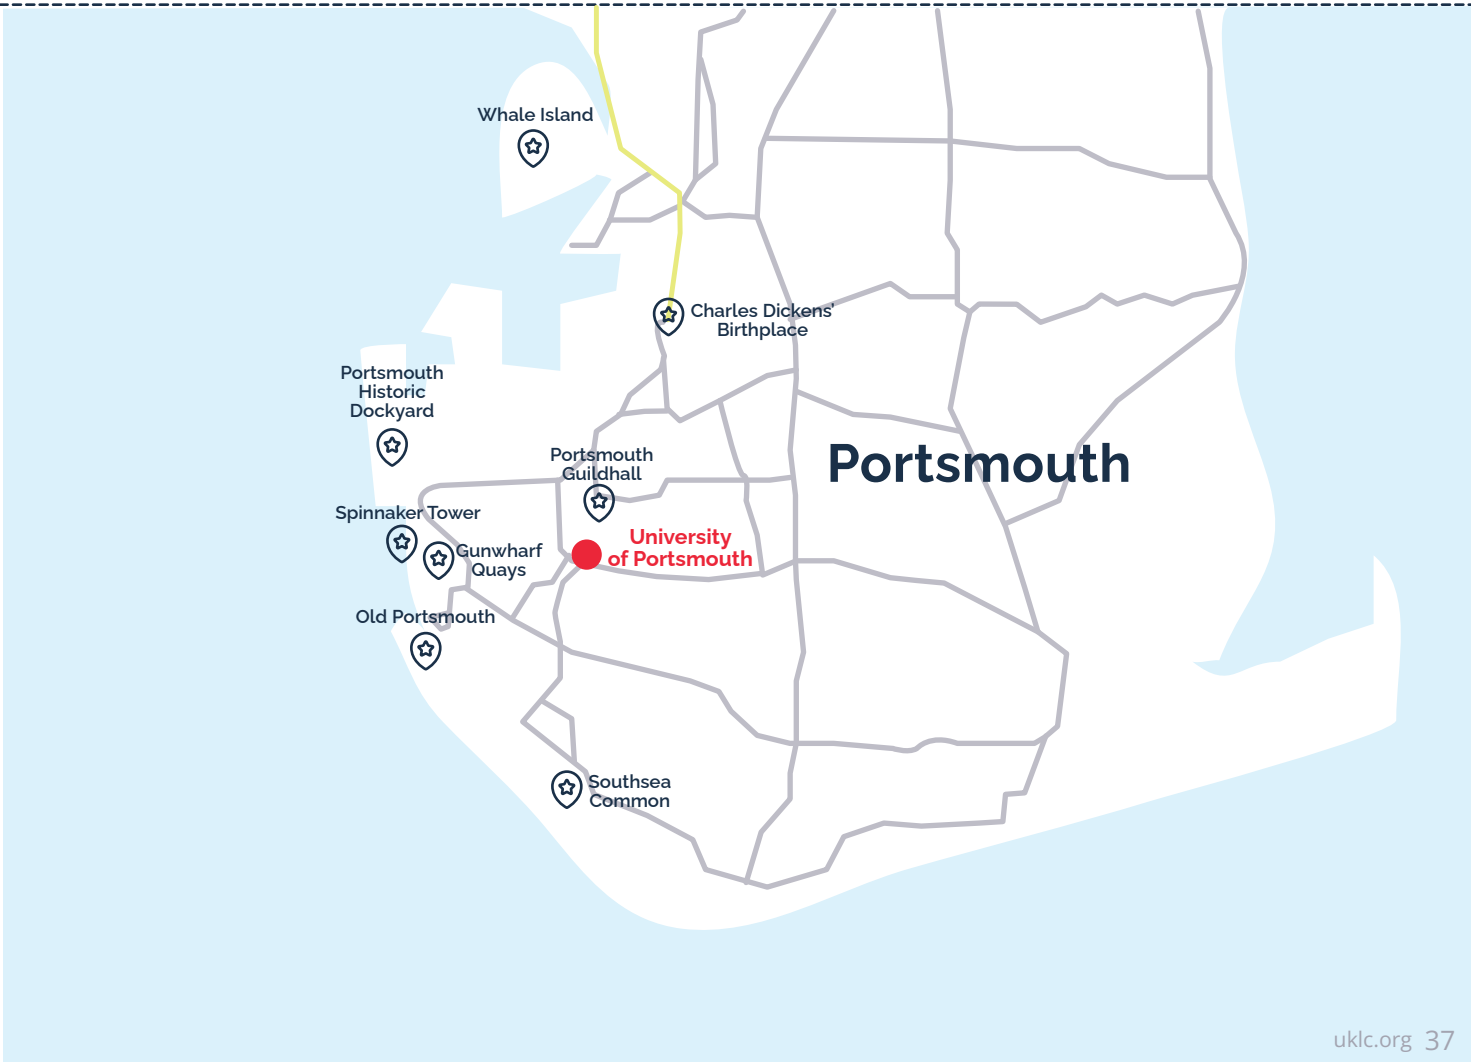 Whale Island
Charles Dickens'
Birthplace
Portsmouth
Historic
Dockyard
Portsmouth
Guildhall
Portsmouth
Spinnaker Tower
University
of Portsmouth
Gunwharf
Quays
Old Portsmouth
Southsea
Common
uklc.org 37